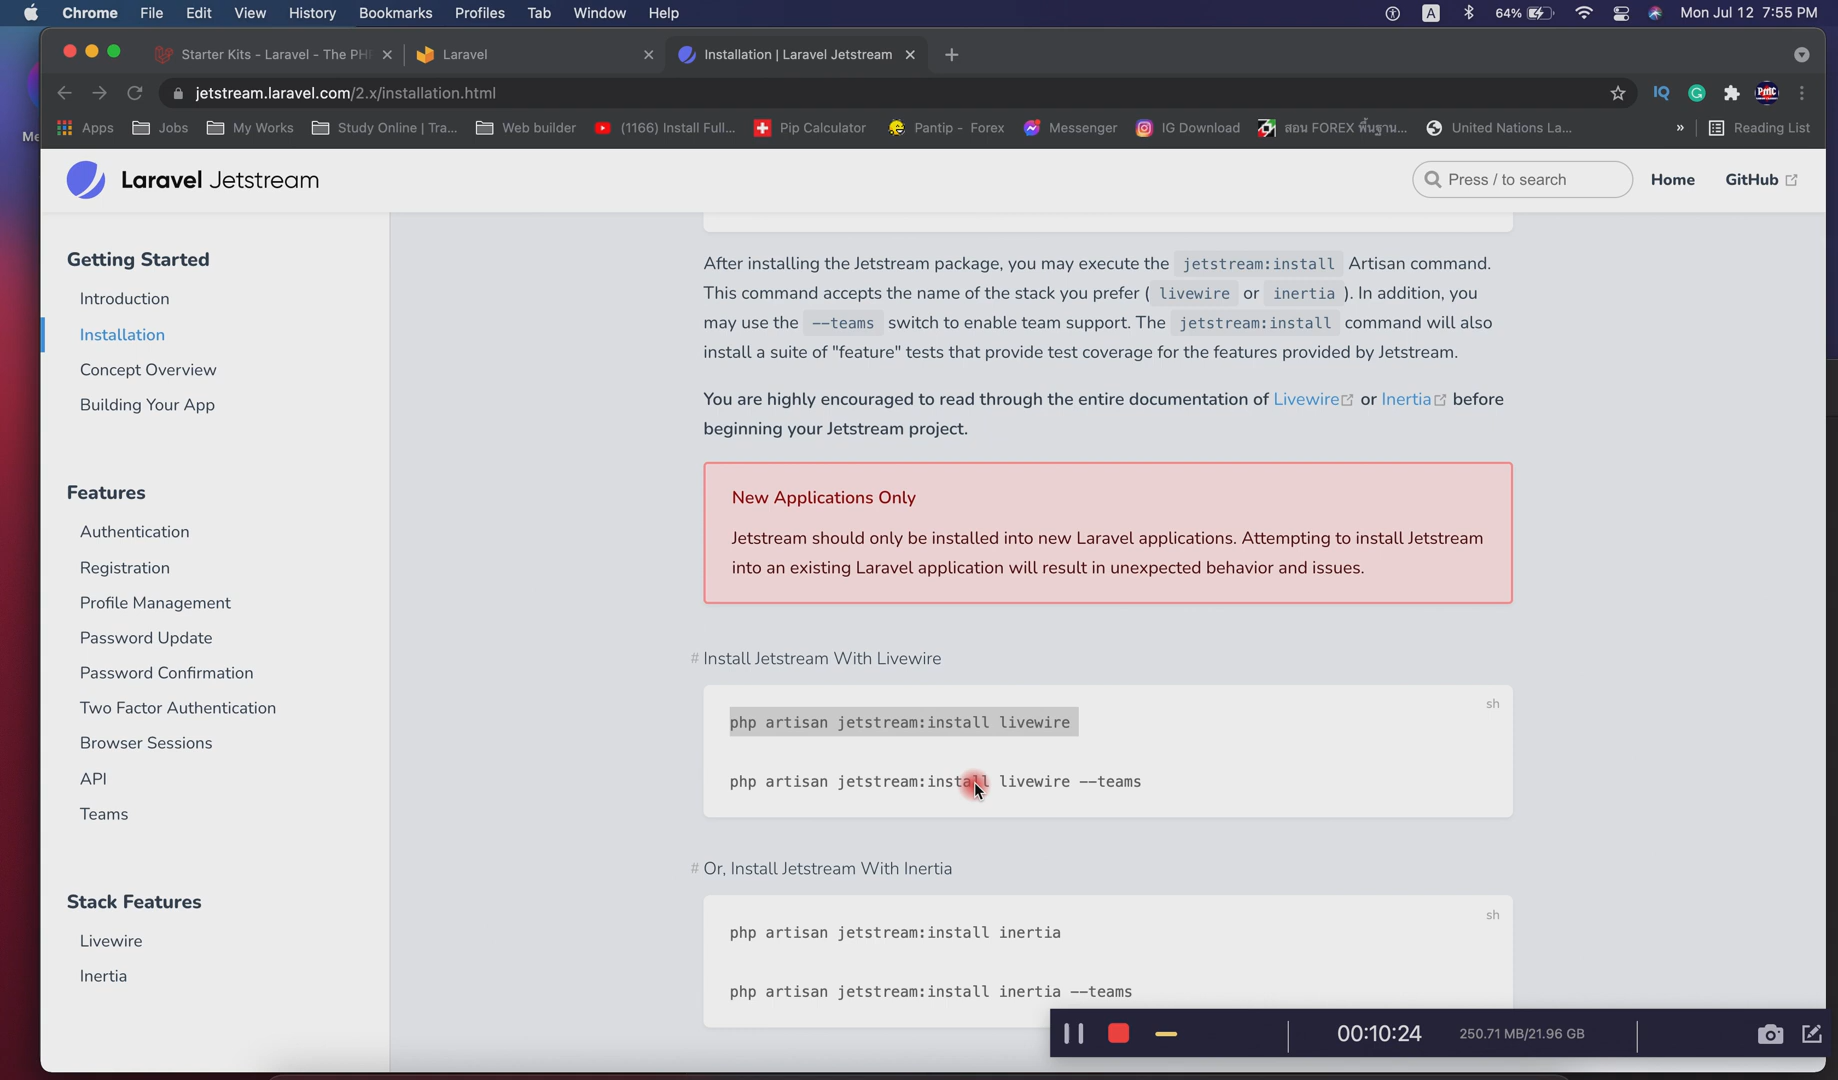 Chrome File Edit View History Bookmarks Profiles Tab Window Help
A 64% Mon Jul 12 7:55 PM
Starter Kits - Laravel - The PH Laravel Installation | Laravel Jetstream
jetstream.laravel.com/2.x/installation.html
IQ
Apps Jobs My Works Study Online | Tra... Web builder (1166) Install Full... Pip Calculator Pantip - Forex Messenger IG Download สอน FOREX พื้นฐาน... United Nations La... » Reading List
Me
Laravel Jetstream
Press / to search Home GitHub
Getting Started
Introduction
Installation
Concept Overview
Building Your App
Features
Authentication
Registration
Profile Management
Password Update
Password Confirmation
Two Factor Authentication
Browser Sessions
API
Teams
Stack Features
Livewire
Inertia
After installing the Jetstream package, you may execute the jetstream:install Artisan command.
This command accepts the name of the stack you prefer ( livewire or inertia ). In addition, you
may use the --teams switch to enable team support. The jetstream:install command will also
install a suite of "feature" tests that provide test coverage for the features provided by Jetstream.
You are highly encouraged to read through the entire documentation of Livewire or Inertia before
beginning your Jetstream project.
New Applications Only
Jetstream should only be installed into new Laravel applications. Attempting to install Jetstream
into an existing Laravel application will result in unexpected behavior and issues.
# Install Jetstream With Livewire
sh
php artisan jetstream:install livewire
php artisan jetstream:install livewire --teams
# Or, Install Jetstream With Inertia
sh
php artisan jetstream:install inertia
php artisan jetstream:install inertia --teams
00:10:24 250.71 MB/21.96 GB